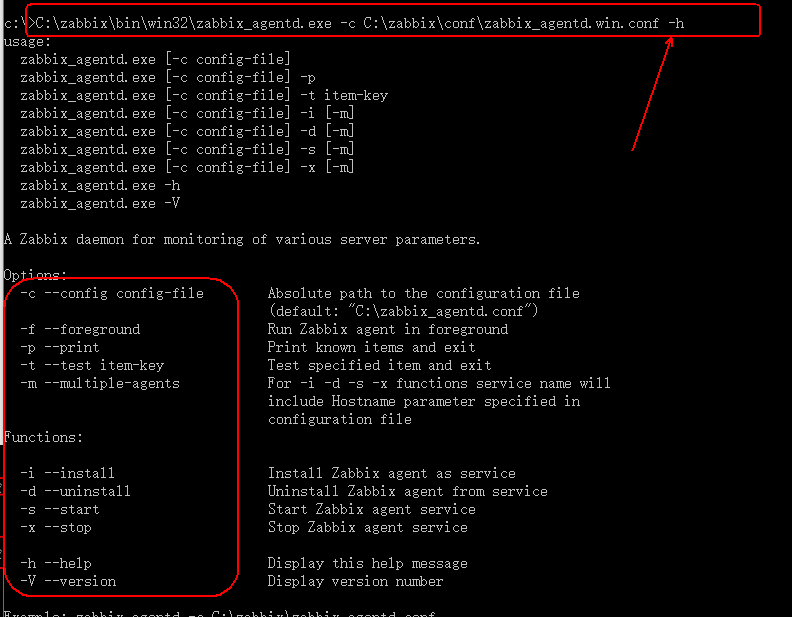 c:\>C:\zabbix\bin\win32\zabbix_agentd.exe -c C:\zabbix\conf\zabbix_agentd.win.conf -h
usage:
zabbix_agentd.exe [-c config-file]
zabbix_agentd.exe [-c config-file] -p
zabbix_agentd.exe [-c config-file] -t item-key
zabbix_agentd.exe [-c config-file] -i [-m]
zabbix_agentd.exe [-c config-file] -d [-m]
zabbix_agentd.exe [-c config-file] -s [-m]
zabbix_agentd.exe [-c config-file] -x [-m]
zabbix_agentd.exe -h
zabbix_agentd.exe -V
A Zabbix daemon for monitoring of various server parameters.
Options:
-c --config config-file Absolute path to the configuration file
(default: "C:\zabbix_agentd.conf")
-f --foreground Run Zabbix agent in foreground
-p --print Print known items and exit
-t --test item-key Test specified item and exit
-m --multiple-agents For -i -d -s -x functions service name will
include Hostname parameter specified in
configuration file
Functions:
-i --install Install Zabbix agent as service
-d --uninstall Uninstall Zabbix agent from service
-s --start Start Zabbix agent service
-x --stop Stop Zabbix agent service
-h --help Display this help message
-V --version Display version number
Example: zabbix_agentd -c C:\zabbix\zabbix_agentd.conf